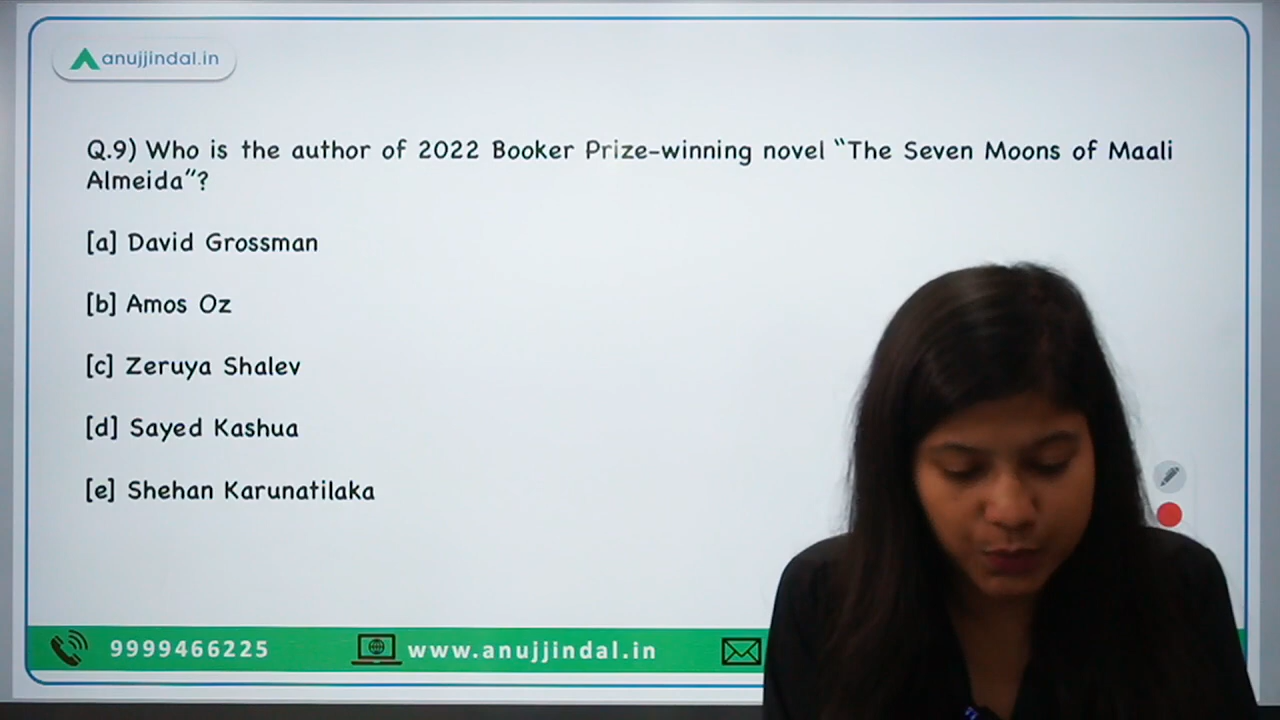 anujjindal.in
Q.9) Who is the author of 2022 Booker Prize-winning novel “The Seven Moons of Maali
Almeida”?
[a] David Grossman
[b] Amos Oz
[c] Zeruya Shalev
[d] Sayed Kashua
[e] Shehan Karunatilaka
9999466225 www.anujjindal.in